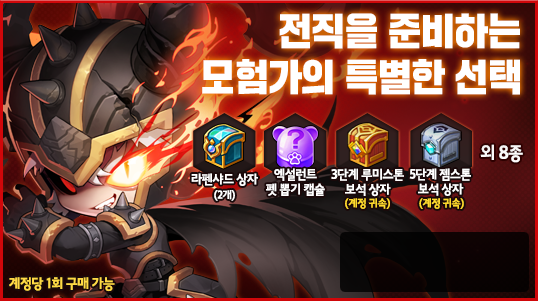 전직을 준비하는
모험가의 특별한 선택
라펜샤드 상자
(2개)
엑설런트
펫 뽑기 캡슐
3단계 루미스톤
보석 상자
(계정 귀속)
5단계 젬스톤
보석 상자
(계정 귀속)
외 8종
계정당 1회 구매 가능